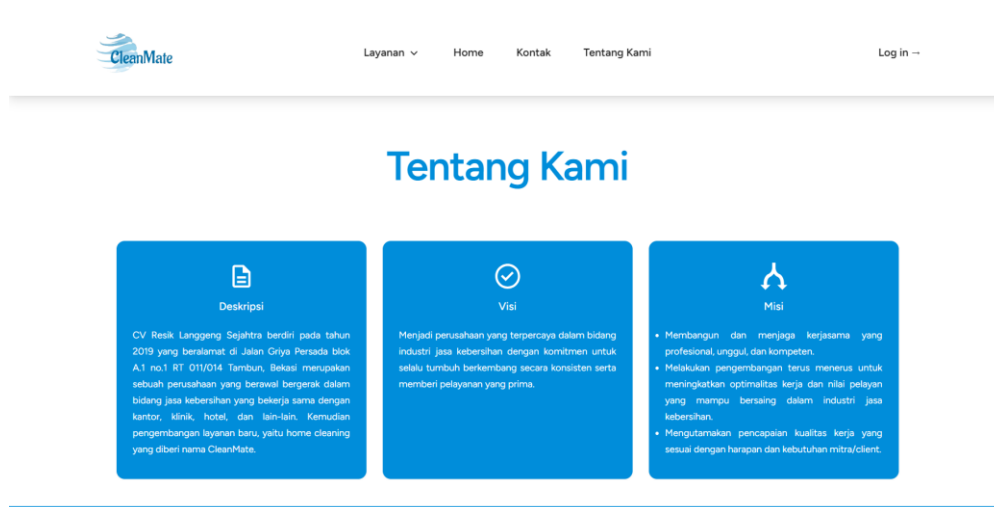 CleanMate
Layanan
Home
Kontak
Tentang Kami
Log in →
Tentang Kami
Deskripsi
CV Resik Langgeng Sejahtra berdiri pada tahun
2019 yang beralamat di Jalan Griya Persada blok
A.1 no.1 RT 011/014 Tambun, Bekasi merupakan
sebuah perusahaan yang berawal bergerak dalam
bidang jasa kebersihan yang bekerja sama dengan
kantor, klinik, hotel, dan lain-lain. Kemudian
pengembangan layanan baru, yaitu home cleaning
yang diberi nama CleanMate.
Visi
Menjadi perusahaan yang terpercaya dalam bidang
industri jasa kebersihan dengan komitmen untuk
selalu tumbuh berkembang secara konsisten serta
memberi pelayanan yang prima.
Misi
• Membangun dan menjaga kerjasama yang
profesional, unggul, dan kompeten.
• Melakukan pengembangan terus menerus untuk
meningkatkan optimalitas kerja dan nilai pelayan
yang mampu bersaing dalam industri jasa
kebersihan.
• Mengutamakan pencapaian kualitas kerja yang
sesuai dengan harapan dan kebutuhan mitra/client.